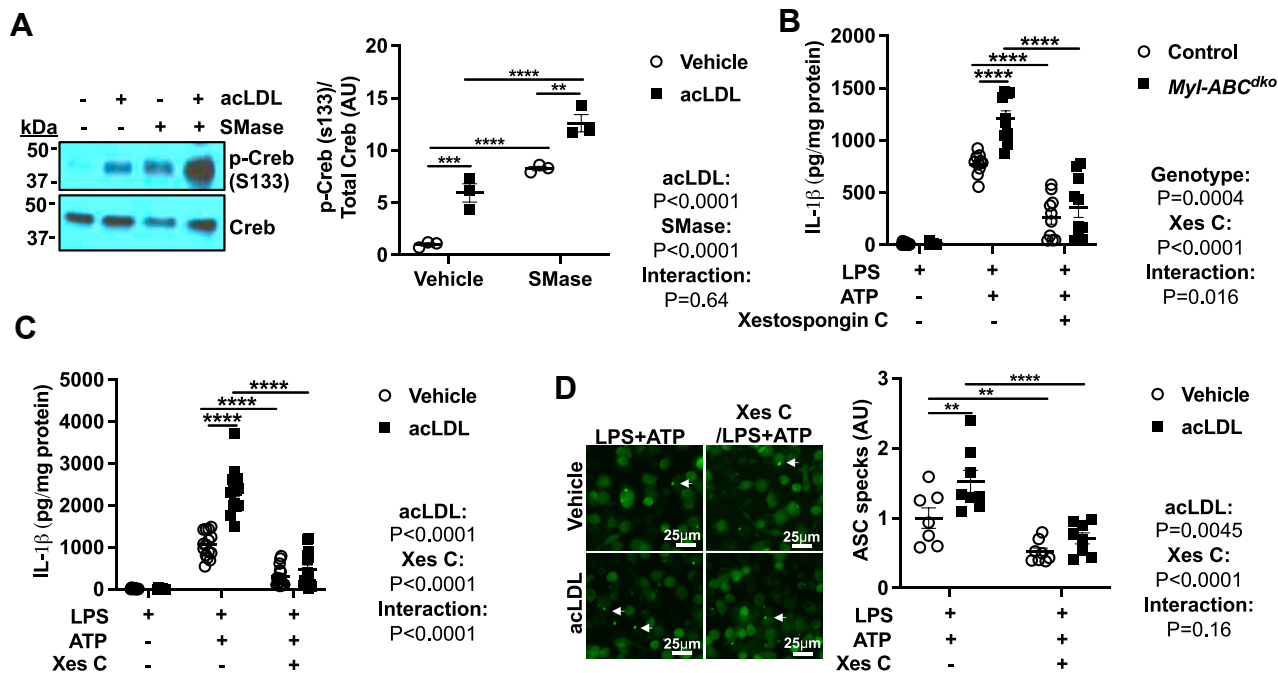 A
- + - + acLDL
- - + + SMase
kDa
50
37
p-Creb
(S133)
50
37
Creb
p-Creb (s133)/
Total Creb (AU)
20
15
10
5
0
****
**
****
***
Vehicle
SMase
Vehicle
acLDL
acLDL:
P<0.0001
SMase:
P<0.0001
Interaction:
P=0.64
B
IL-1β (pg/mg protein)
2000
1500
1000
500
0
****
****
****
LPS + + +
ATP - + +
Xestospongin C - - +
Control
Myl-ABCdko
Genotype:
P=0.0004
Xes C:
P<0.0001
Interaction:
P=0.016
C
IL-1β (pg/mg protein)
5000
4000
3000
2000
1000
0
****
****
****
LPS + + +
ATP - + +
Xes C - - +
Vehicle
acLDL
acLDL:
P<0.0001
Xes C:
P<0.0001
Interaction:
P<0.0001
D
LPS+ATP
Xes C
/LPS+ATP
Vehicle
25μm
25μm
acLDL
25μm
25μm
ASC specks (AU)
3
2
1
0
****
**
**
LPS + +
ATP + +
Xes C - +
Vehicle
acLDL
acLDL:
P=0.0045
Xes C:
P<0.0001
Interaction:
P=0.16